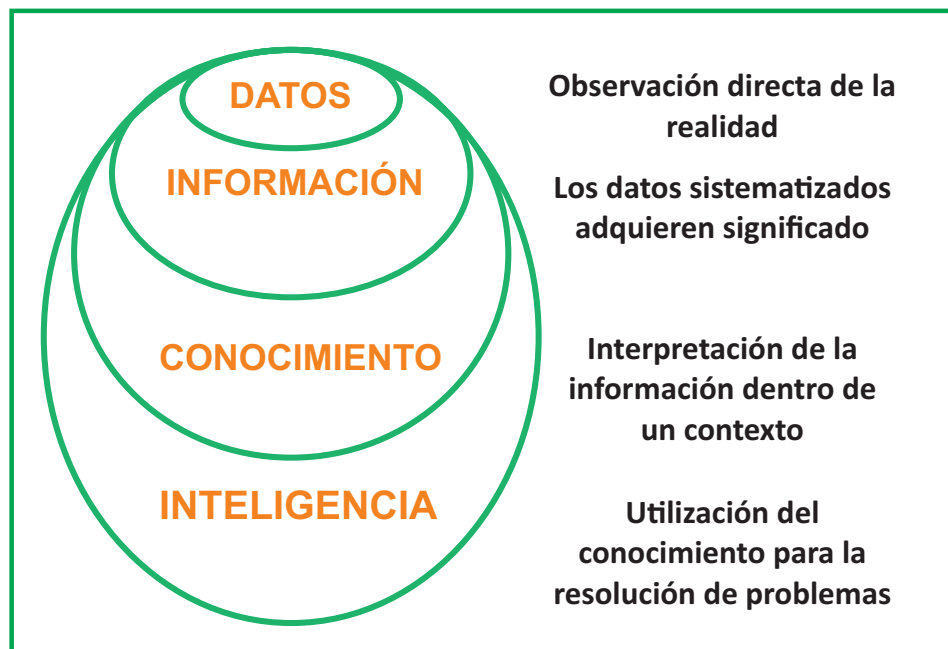 DATOS
Observación directa de la
realidad
INFORMACIÓN
Los datos sistematizados
adquieren significado
CONOCIMIENTO
Interpretación de la
información dentro de
un contexto
INTELIGENCIA
Utilización del
conocimiento para la
resolución de problemas